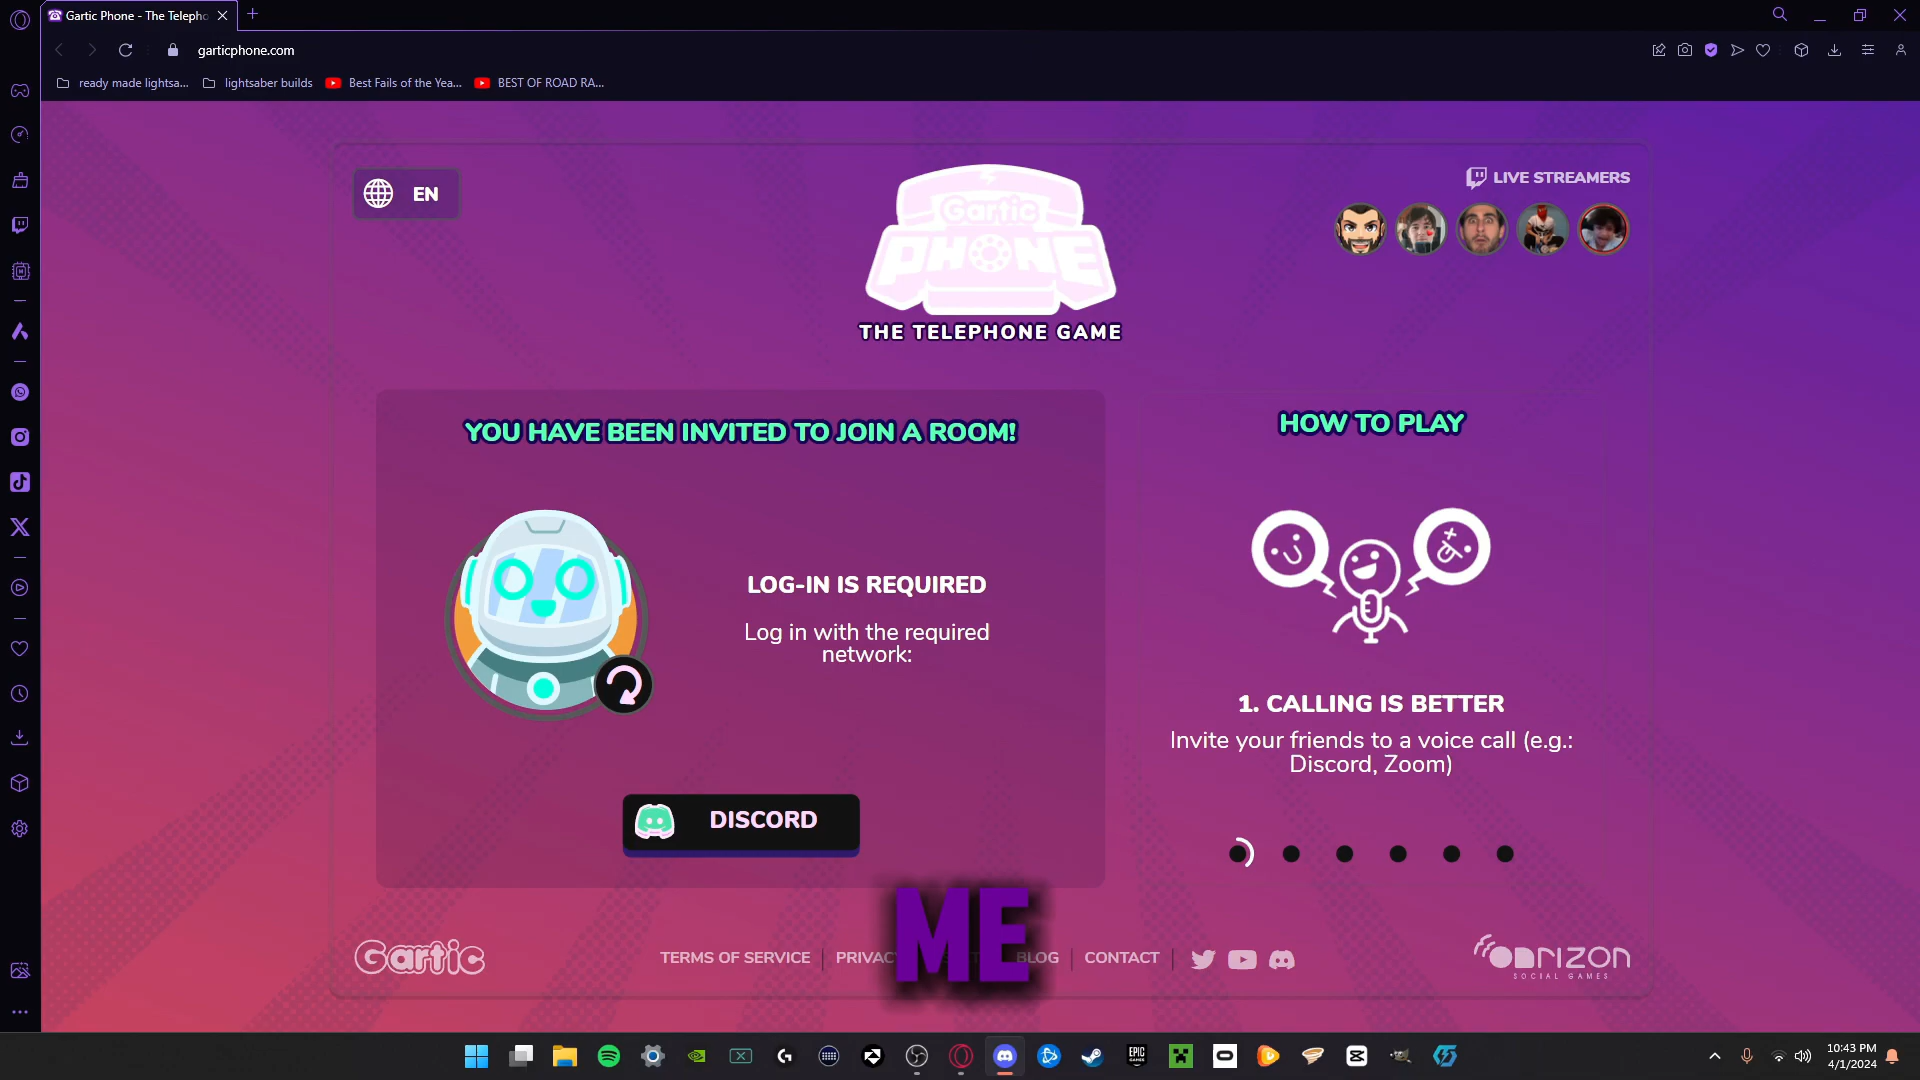 Gartic Phone - The Telepho
garticphone.com
ready made lightsa...
lightsaber builds
Best Fails of the Yea...
BEST OF ROAD RA...
EN
Gartic
PHONE
THE TELEPHONE GAME
LIVE STREAMERS
YOU HAVE BEEN INVITED TO JOIN A ROOM!
LOG-IN IS REQUIRED
Log in with the required
network:
DISCORD
HOW TO PLAY
1. CALLING IS BETTER
Invite your friends to a voice call (e.g.:
Discord, Zoom)
ME
Gartic
TERMS OF SERVICE
BLOG
CONTACT
ONRIZON
SOCIAL GAMES
EPIC
GAMES
10:43 PM
4/1/2024